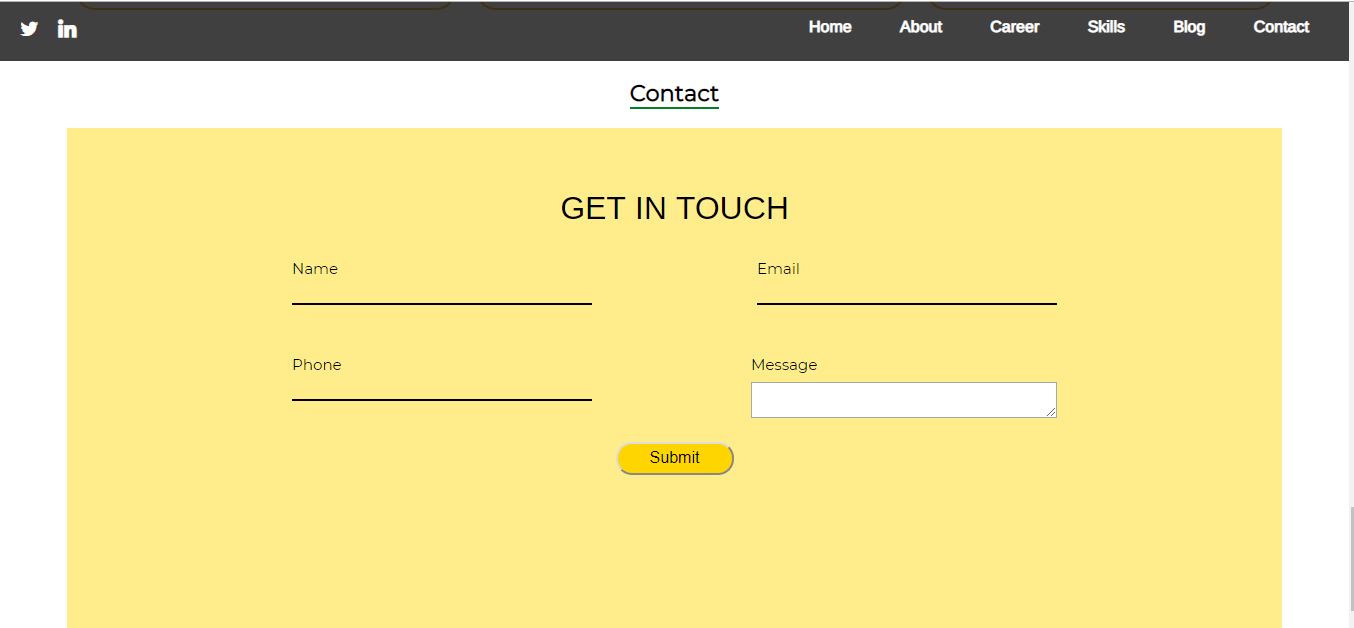 Home About Career Skills Blog Contact
Contact
GET IN TOUCH
Name Email
Phone Message
Submit